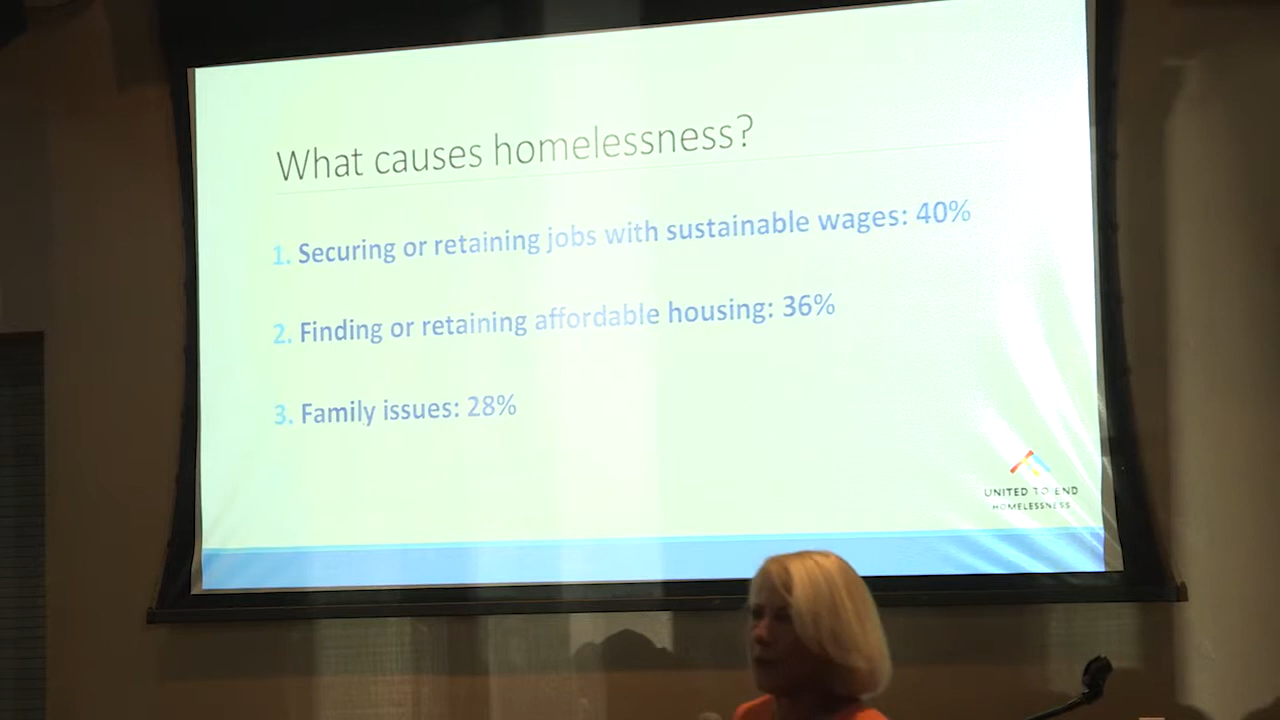 What causes homelessness?
1. Securing or retaining jobs with sustainable wages: 40%
2. Finding or retaining affordable housing: 36%
3. Family issues: 28%
UNITED TO END
HOMELESSNESS